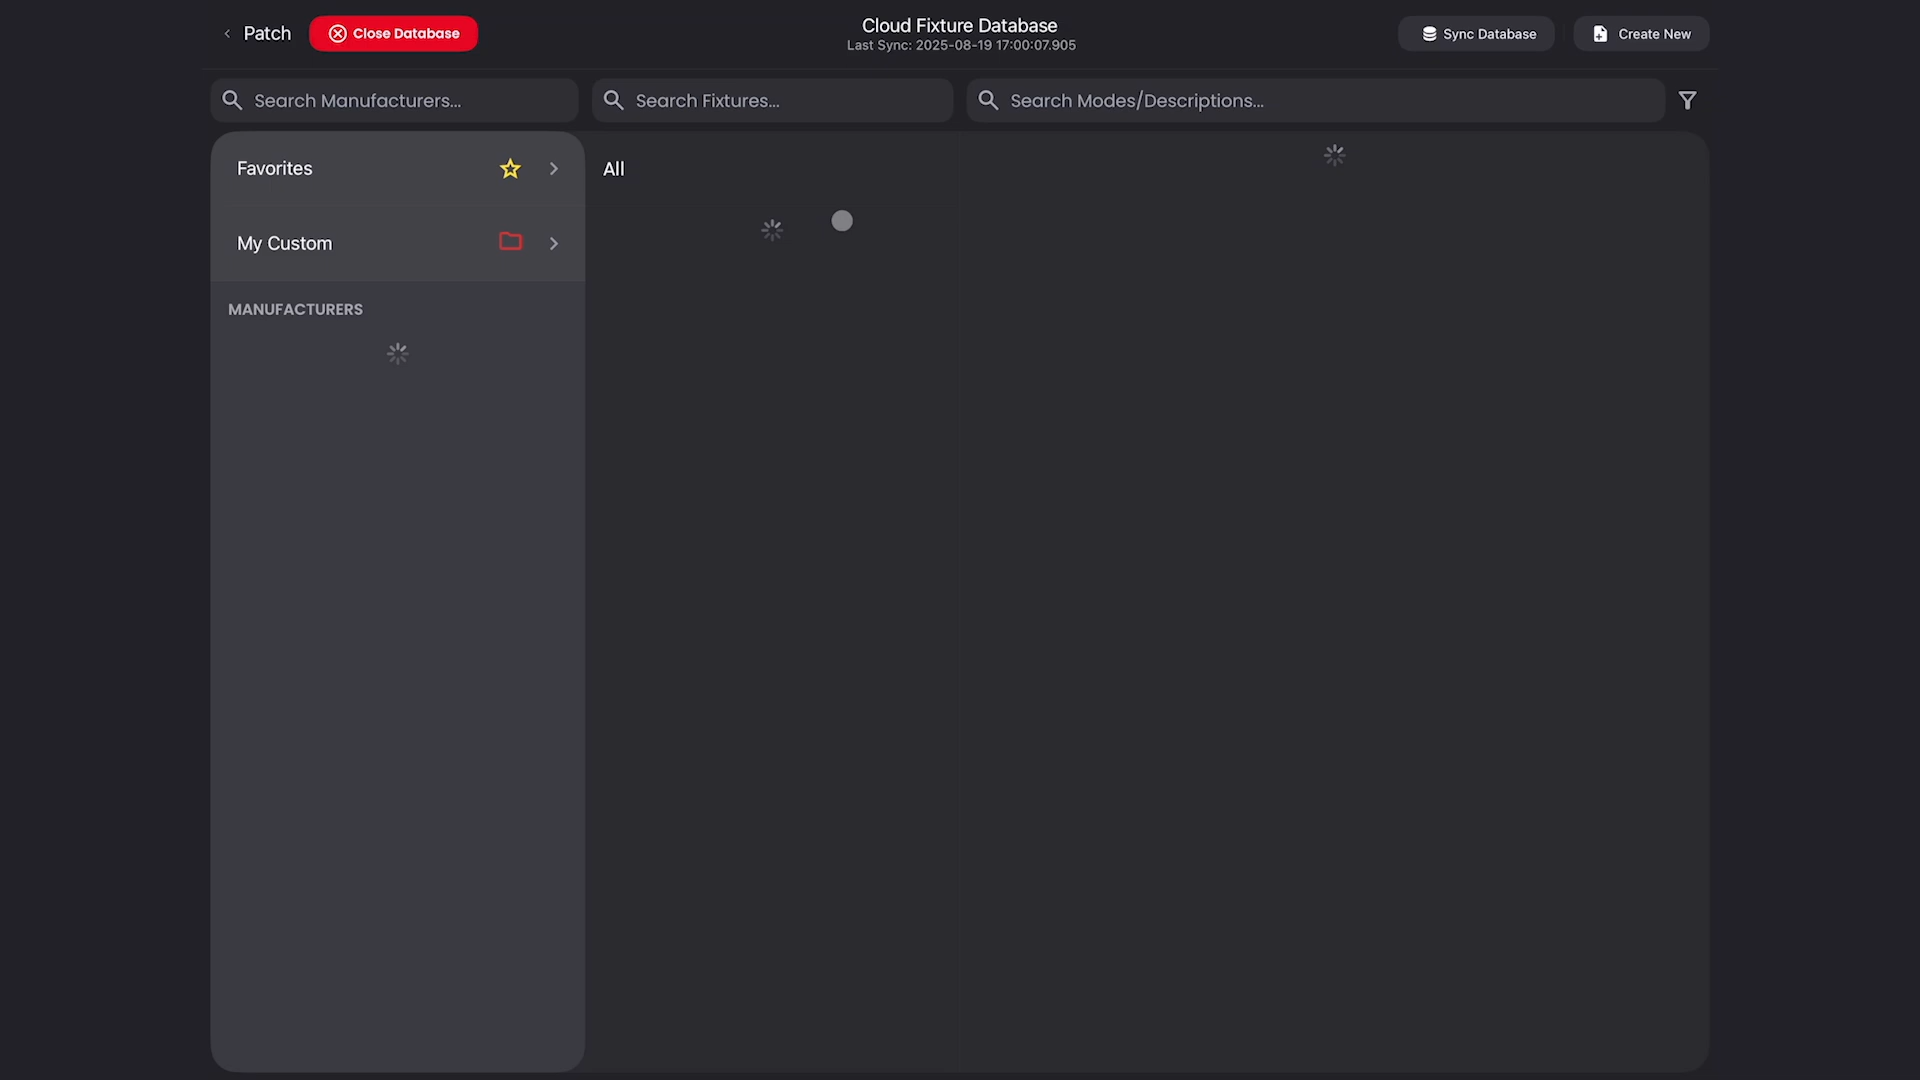 Patch
Close Database
Cloud Fixture Database
Last Sync: 2025-08-19 17:00:07.905
Sync Database
Create New
Search Manufacturers...
Search Fixtures...
Search Modes/Descriptions...
Favorites
All
My Custom
MANUFACTURERS